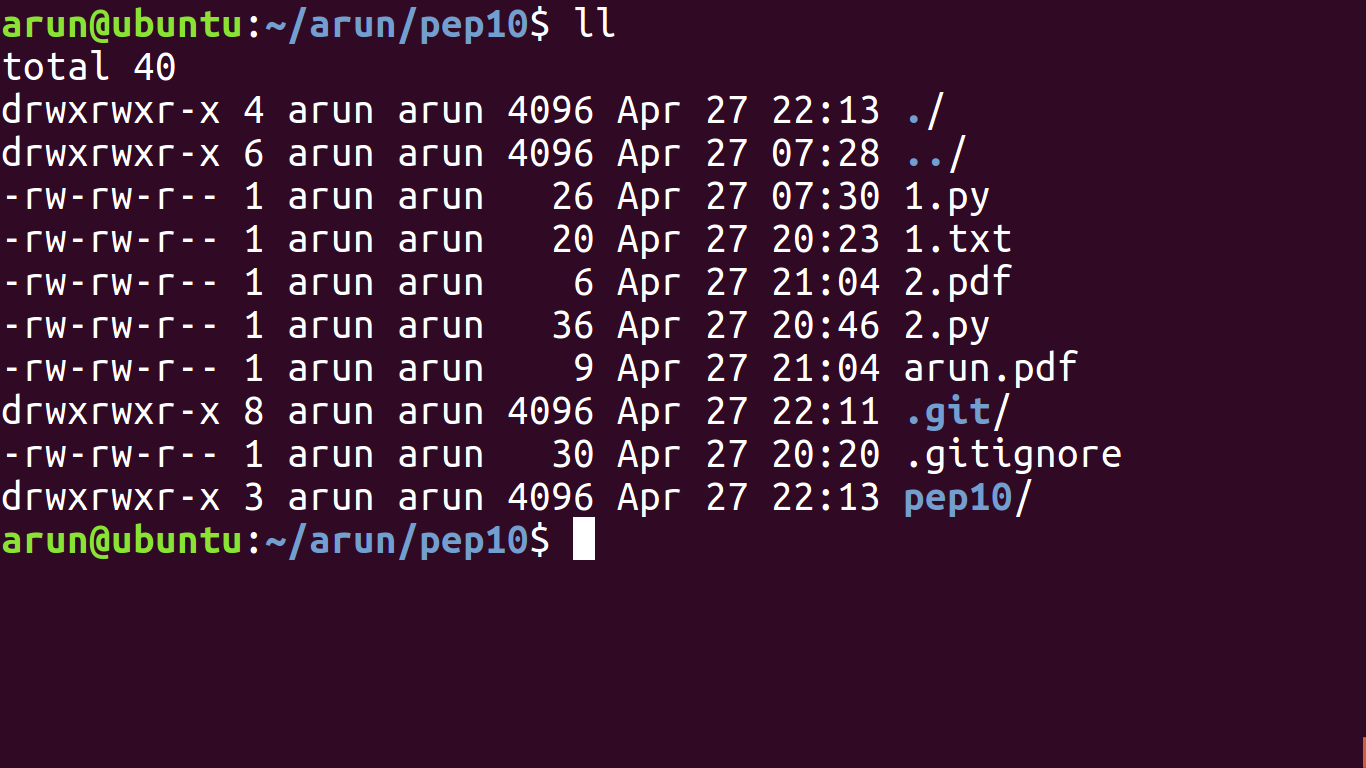 arun@ubuntu:~/arun/pep10$ ll
total 40
drwxrwxr-x 4 arun arun 4096 Apr 27 22:13 ./
drwxrwxr-x 6 arun arun 4096 Apr 27 07:28 ../
-rw-rw-r-- 1 arun arun   26 Apr 27 07:30 1.py
-rw-rw-r-- 1 arun arun   20 Apr 27 20:23 1.txt
-rw-rw-r-- 1 arun arun    6 Apr 27 21:04 2.pdf
-rw-rw-r-- 1 arun arun   36 Apr 27 20:46 2.py
-rw-rw-r-- 1 arun arun    9 Apr 27 21:04 arun.pdf
drwxrwxr-x 8 arun arun 4096 Apr 27 22:11 .git/
-rw-rw-r-- 1 arun arun   30 Apr 27 20:20 .gitignore
drwxrwxr-x 3 arun arun 4096 Apr 27 22:13 pep10/
arun@ubuntu:~/arun/pep10$